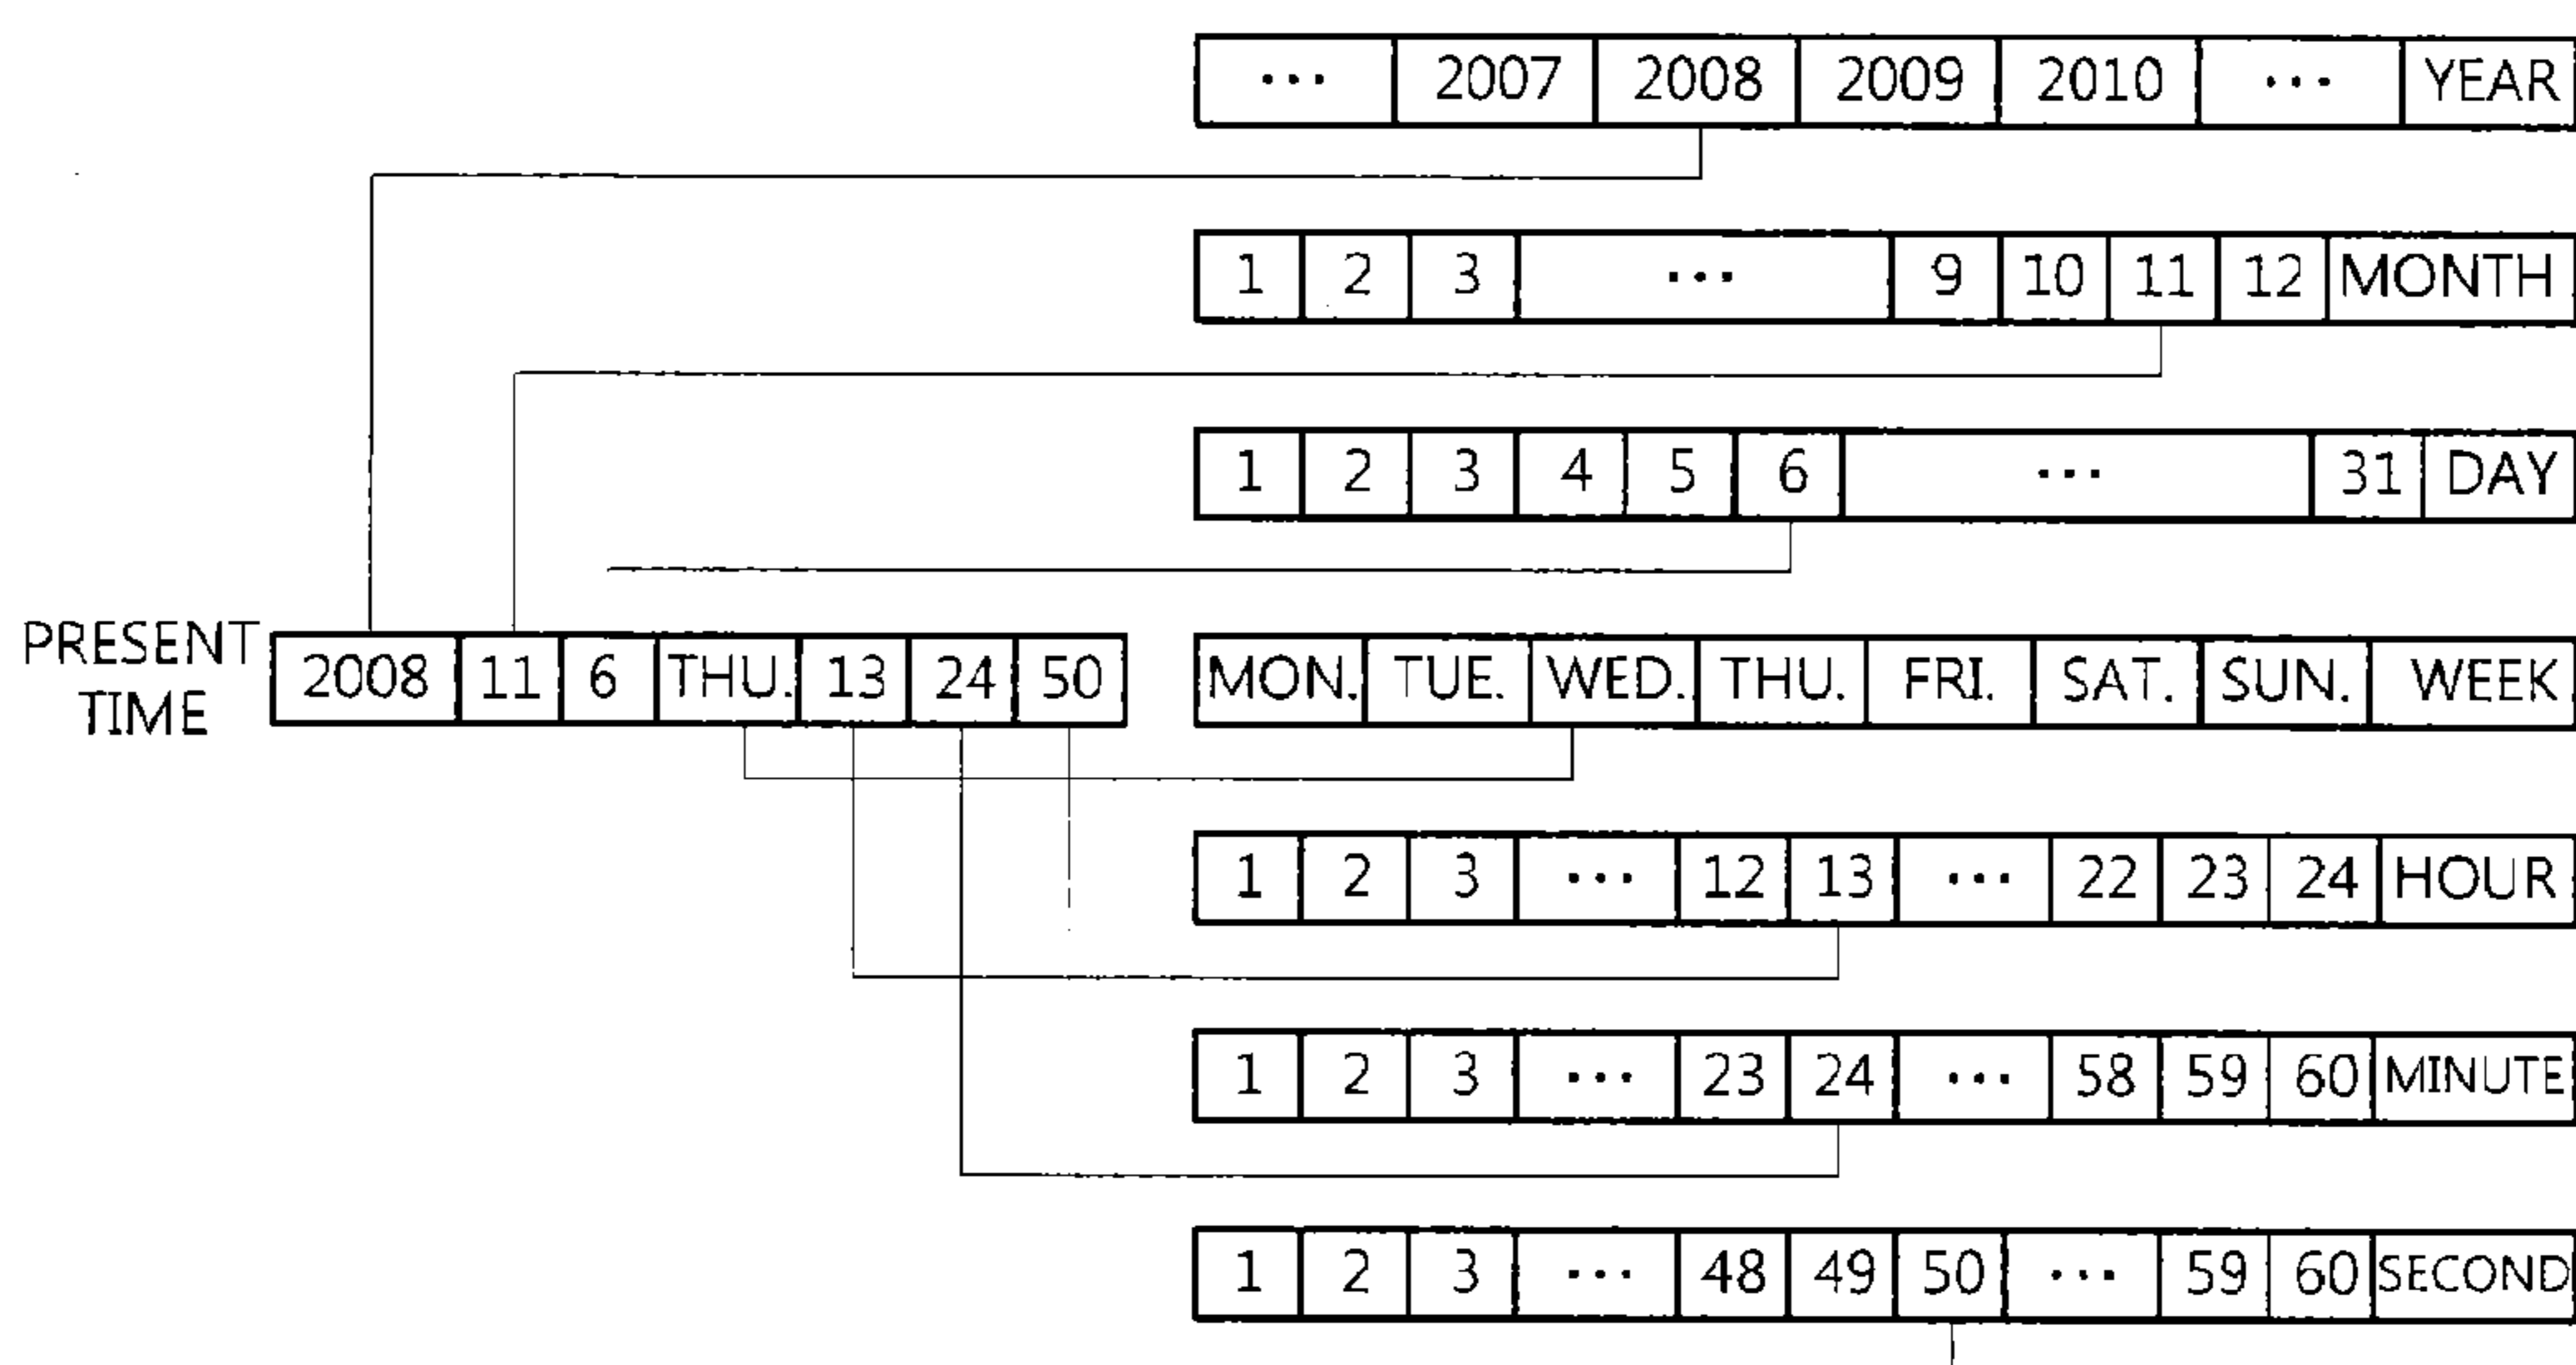 ··· 2007 2008 2009 2010 ··· YEAR
1 2 3 ··· 9 10 11 12 MONTH
1 2 3 4 5 6 ··· 31 DAY
PRESENT
TIME
2008 11 6 THU. 13 24 50
MON. TUE. WED. THU. FRI. SAT. SUN. WEEK
1 2 3 ··· 12 13 ··· 22 23 24 HOUR
1 2 3 ··· 23 24 ··· 58 59 60 MINUTE
1 2 3 ··· 48 49 50 ··· 59 60 SECOND